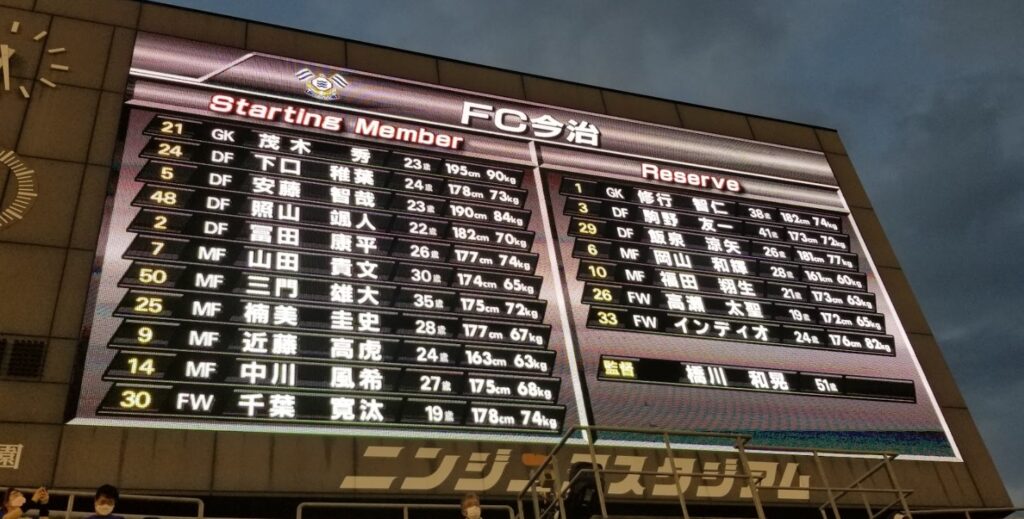 FC今治
Starting Member
21 GK 茂木 秀 23歳 195cm 90kg
24 DF 下口 稚葉 24歳 178cm 73kg
5 DF 安藤 智哉 23歳 190cm 84kg
48 DF 照山 颯人 22歳 182cm 70kg
2 DF 冨田 康平 26歳 177cm 74kg
7 MF 山田 貴文 30歳 174cm 65kg
50 MF 三門 雄大 35歳 175cm 72kg
25 MF 楠美 圭史 28歳 177cm 67kg
9 MF 近藤 高虎 24歳 163cm 63kg
14 MF 中川 風希 27歳 175cm 68kg
30 FW 千葉 寛汰 19歳 178cm 74kg
Reserve
1 GK 修行 智仁 38歳 182cm 74kg
3 DF 駒野 友一 41歳 173cm 72kg
29 DF 飯泉 涼矢 26歳 181cm 77kg
6 MF 岡山 和輝 28歳 161cm 60kg
10 MF 福田 翔生 21歳 173cm 63kg
26 FW 高瀬 太聖 19歳 172cm 65kg
33 FW インディオ 24歳 176cm 82kg
監督 橋川 和晃 51歳
園
ニンジニアスタジアム